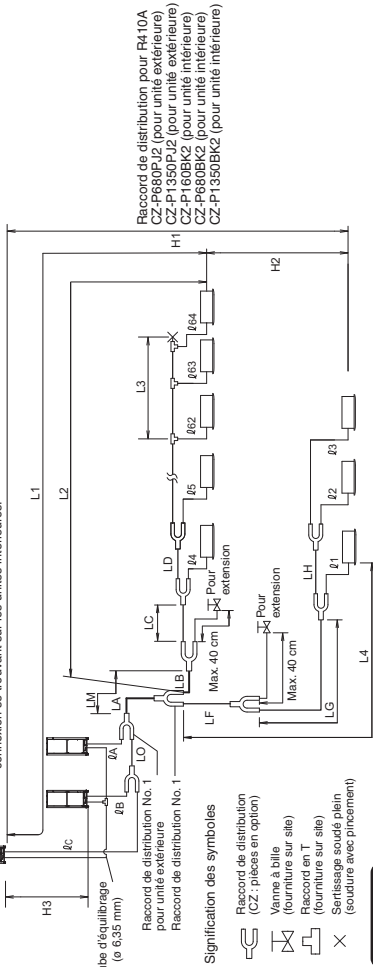 Raccord de distribution pour R410A
CZ-P680PJ2 (pour unité extérieure)
CZ-P1350PJ2 (pour unité extérieure)
CZ-P160BK2 (pour unité intérieure)
CZ-P680BK2 (pour unité intérieure)
CZ-P1350BK2 (pour unité intérieure)
H1
L1
H2
L2
ℓ64
L3
ℓ63
ℓ62
ℓ5
ℓ3
LD
ℓ4
ℓ2
LH
LC
Pour
extension
ℓ1
Max. 40 cm
LB
LM
LA
LF
Pour
extension
Max. 40 cm
LG
L4
ℓA
LO
ℓB
ℓC
H3
be d'équilibrage
(ø 6,35 mm)
Raccord de distribution No. 1
pour unité extérieure
Raccord de distribution No. 1
Signification des symboles
Raccord de distribution
(CZ : pièces en option)
Vanne à bille
(fourniture sur site)
Raccord en T
(fourniture sur site)
Sertissage soudé plein
(soudure avec pincement)